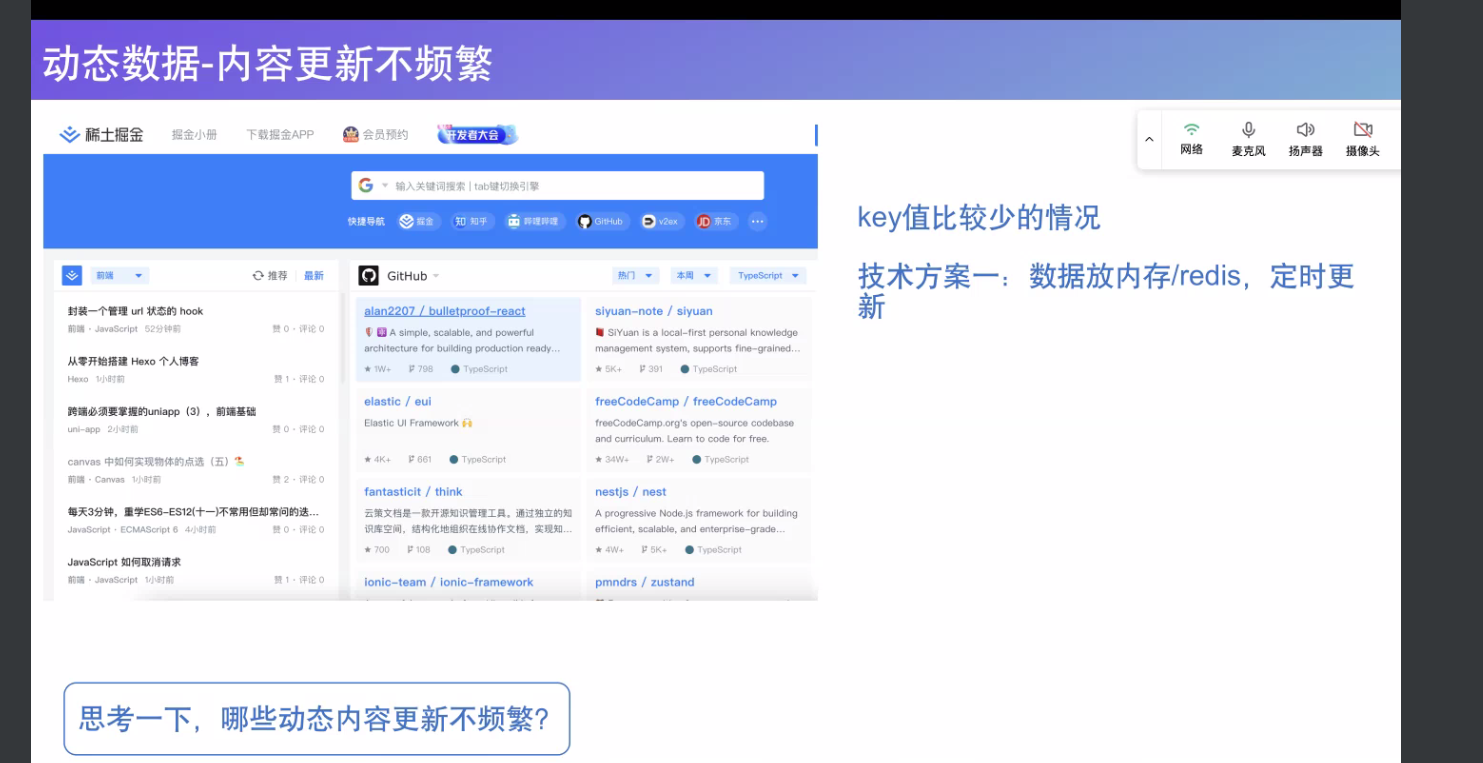 动态数据-内容更新不频繁
稀土掘金 掘金小册 下载掘金APP 会员预约 开发者大会
网络 麦克风 扬声器 摄像头
输入关键词搜索 | tab键切换引擎
快捷导航 掘金 知 知乎 哔哩哔哩 GitHub v2ex JD 京东 ···
key值比较少的情况
技术方案一：数据放内存/redis，定时更
新
前端 推荐 最新
封装一个管理 url 状态的 hook
前端 · JavaScript 52分钟前 赞 0 · 评论 0
从零开始搭建 Hexo 个人博客
Hexo 1小时前 赞 1 · 评论 0
跨端必须要掌握的uniapp（3），前端基础
uni-app 2小时前 赞 0 · 评论 0
canvas 中如何实现物体的点选（五）
前端 · Canvas 1小时前 赞 2 · 评论 0
每天3分钟，重学ES6-ES12(十一)不常用但却常问的迭...
JavaScript · ECMAScript 6 4小时前 赞 0 · 评论 0
JavaScript 如何取消请求
前端 · JavaScript 1小时前 赞 1 · 评论 0
GitHub 热门 本周 TypeScript
alan2207 / bulletproof-react
A simple, scalable, and powerful
architecture for building production ready...
1W+ 798 TypeScript
siyuan-note / siyuan
SiYuan is a local-first personal knowledge
management system, supports fine-grained...
5K+ 391 TypeScript
elastic / eui
Elastic UI Framework
4K+ 661 TypeScript
freeCodeCamp / freeCodeCamp
freeCodeCamp.org's open-source codebase
and curriculum. Learn to code for free.
34W+ 2W+ TypeScript
fantasticit / think
云策文档是一款开源知识管理工具。通过独立的知
识库空间，结构化地组织在线协作文档，实现知...
700 108 TypeScript
nestjs / nest
A progressive Node.js framework for building
efficient, scalable, and enterprise-grade...
4W+ 5K+ TypeScript
ionic-team / ionic-framework
pmndrs / zustand
思考一下，哪些动态内容更新不频繁？